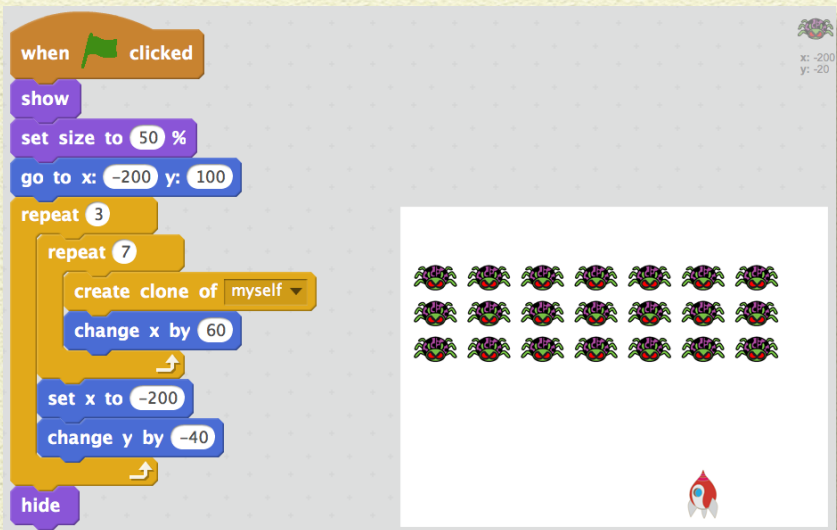 when clicked
x: -200
y: -20
show
set size to 50 %
go to x: -200 y: 100
repeat 3
repeat 7
create clone of myself
change x by 60
set x to -200
change y by -40
hide